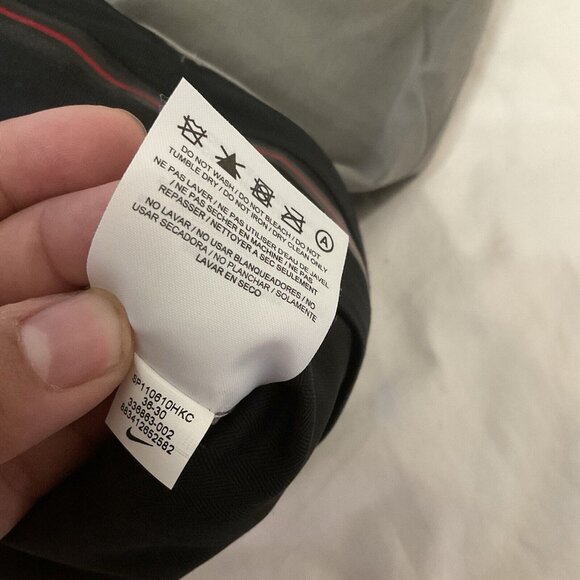 A
DO NOT WASH / DO NOT BLEACH / DO NOT
TUMBLE DRY / DO NOT IRON / DRY CLEAN ONLY
NE PAS LAVER / NE PAS UTILISER D'EAU DE JAVEL
/ NE PAS SECHER EN MACHINE / NE PAS
REPASSER / NETTOYER A SEC SEULEMENT
NO LAVAR / NO USAR BLANQUEADORES / NO
USAR SECADORA / NO PLANCHAR / SOLAMENTE
LAVAR EN SECO
SP110610HKC
36-30
338863-002
883412652582